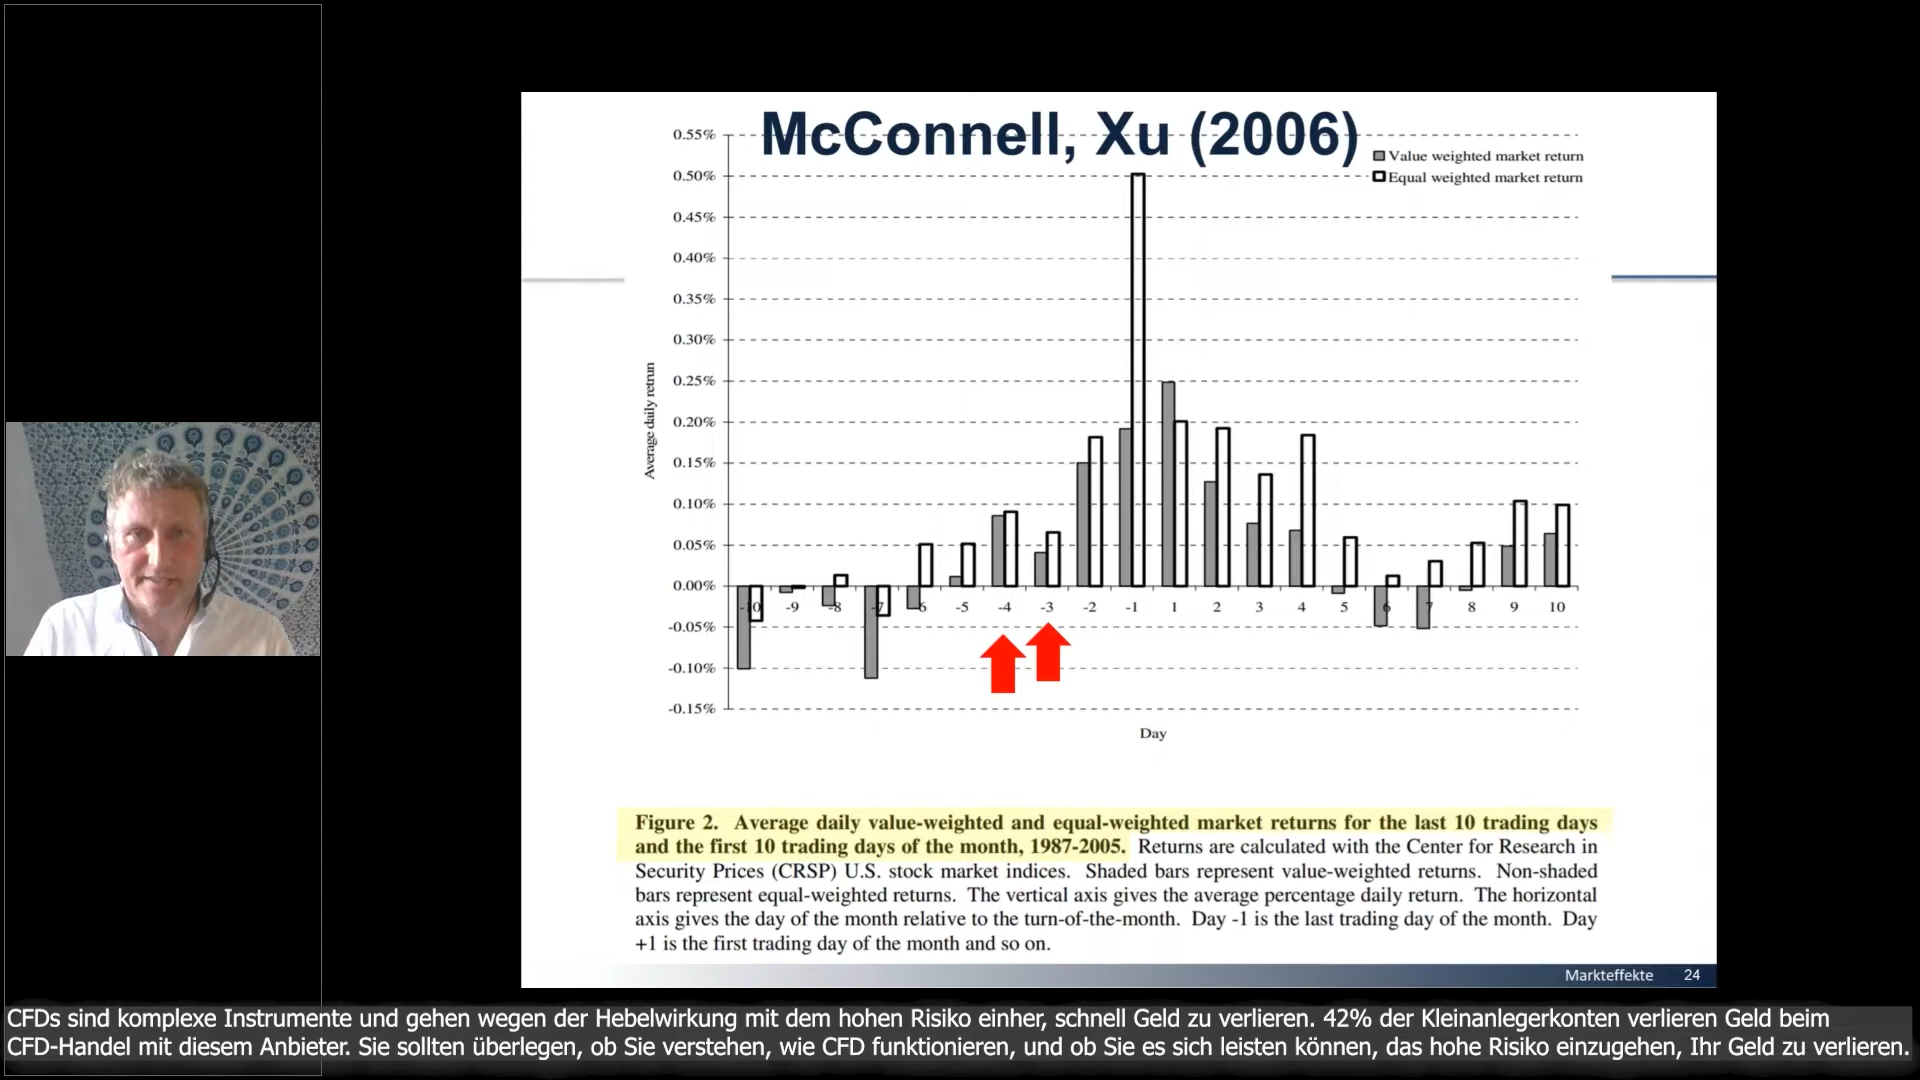 McConnell, Xu (2006)
Value weighted market return
Equal weighted market return
0.55%
0.50%
0.45%
0.40%
0.35%
0.30%
0.25%
0.20%
0.15%
0.10%
0.05%
0.00%
-0.05%
-0.10%
-0.15%
Average daily retrun
-10 -9 -8 -7 -6 -5 -4 -3 -2 -1 1 2 3 4 5 6 7 8 9 10
Day
Figure 2. Average daily value-weighted and equal-weighted market returns for the last 10 trading days
and the first 10 trading days of the month, 1987-2005. Returns are calculated with the Center for Research in
Security Prices (CRSP) U.S. stock market indices. Shaded bars represent value-weighted returns. Non-shaded
bars represent equal-weighted returns. The vertical axis gives the average percentage daily return. The horizontal
axis gives the day of the month relative to the turn-of-the-month. Day -1 is the last trading day of the month. Day
+1 is the first trading day of the month and so on.
Markteffekte 24
CFDs sind komplexe Instrumente und gehen wegen der Hebelwirkung mit dem hohen Risiko einher, schnell Geld zu verlieren. 42% der Kleinanlegerkonten verlieren Geld beim
CFD-Handel mit diesem Anbieter. Sie sollten überlegen, ob Sie verstehen, wie CFD funktionieren, und ob Sie es sich leisten können, das hohe Risiko einzugehen, Ihr Geld zu verlieren.